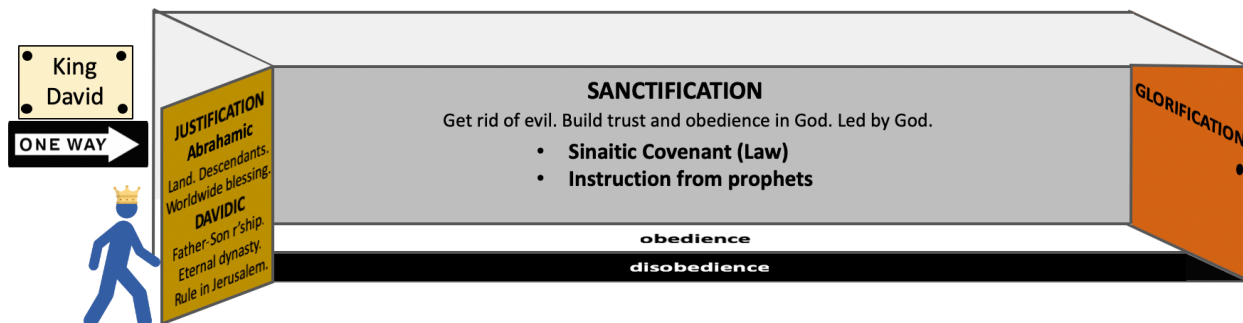 King
David
ONE WAY
JUSTIFICATION
Abrahamic
Land. Descendants.
Worldwide blessing.
DAVIDIC
Father-Son r’ship.
Eternal dynasty.
Rule in Jerusalem.
SANCTIFICATION
Get rid of evil. Build trust and obedience in God. Led by God.
• Sinaitic Covenant (Law)
• Instruction from prophets
obedience
disobedience
GLORIFICATION
•